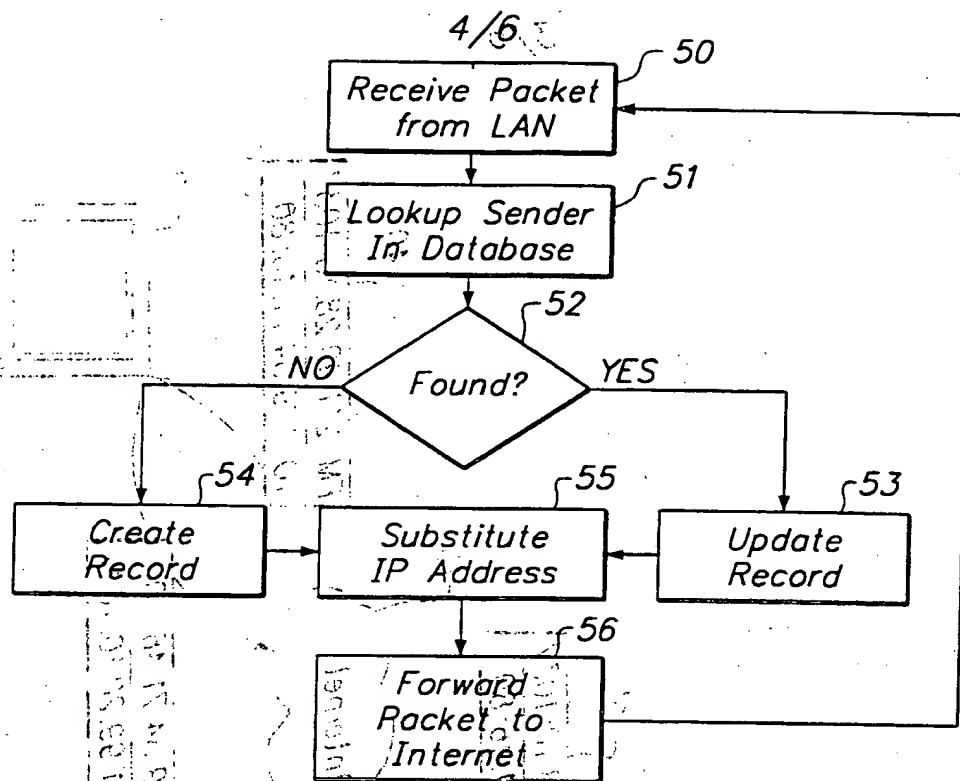 4/6
50
Receive Packet
from LAN
51
Lookup Sender
In Database
52
NO
Found?
YES
54
Create
Record
55
Substitute
IP Address
53
Update
Record
56
Forward
Packet to
Internet